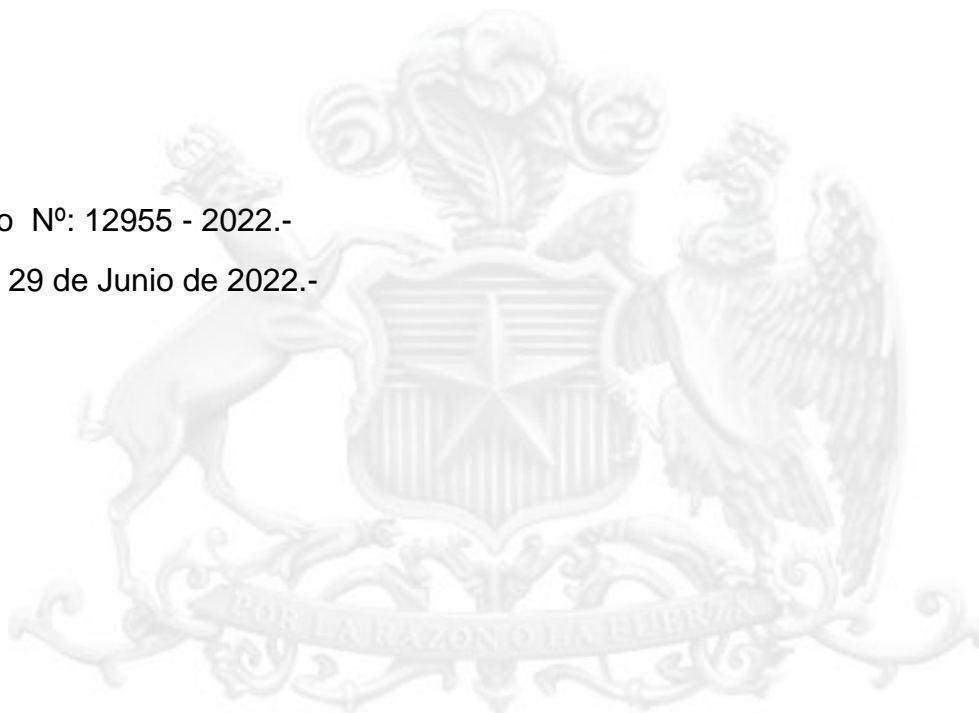 o Nº: 12955 - 2022.-
29 de Junio de 2022.-
POR LA RAZON O LA FUERZA